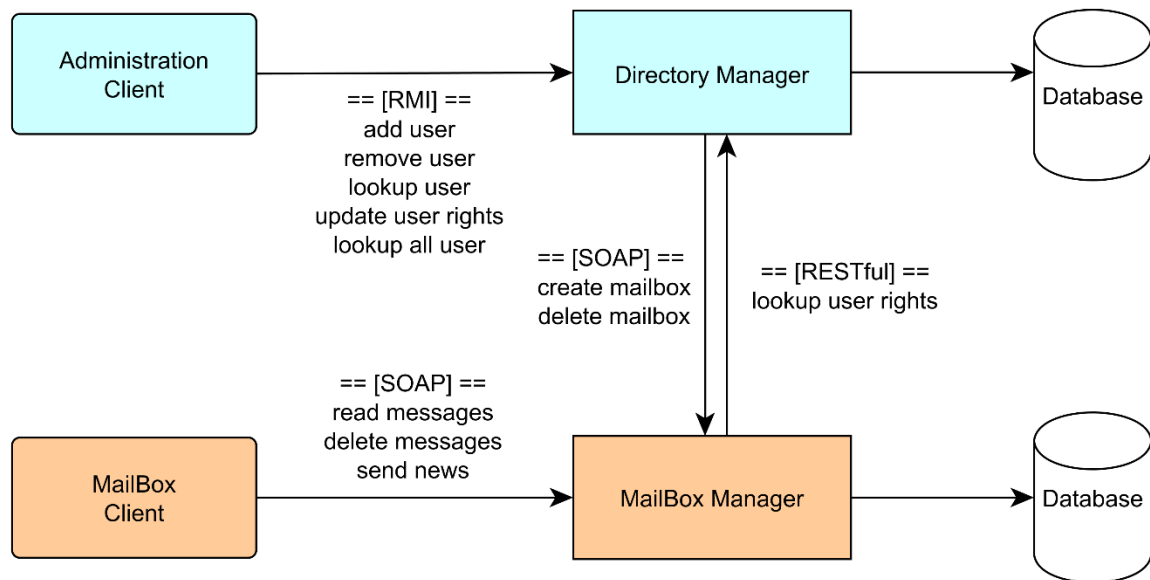 Administration
Client
Directory Manager
Database
== [RMI] ==
add user
remove user
lookup user
update user rights
lookup all user
== [SOAP] ==
create mailbox
delete mailbox
== [RESTful] ==
lookup user rights
== [SOAP] ==
read messages
delete messages
send news
MailBox
Client
MailBox Manager
Database